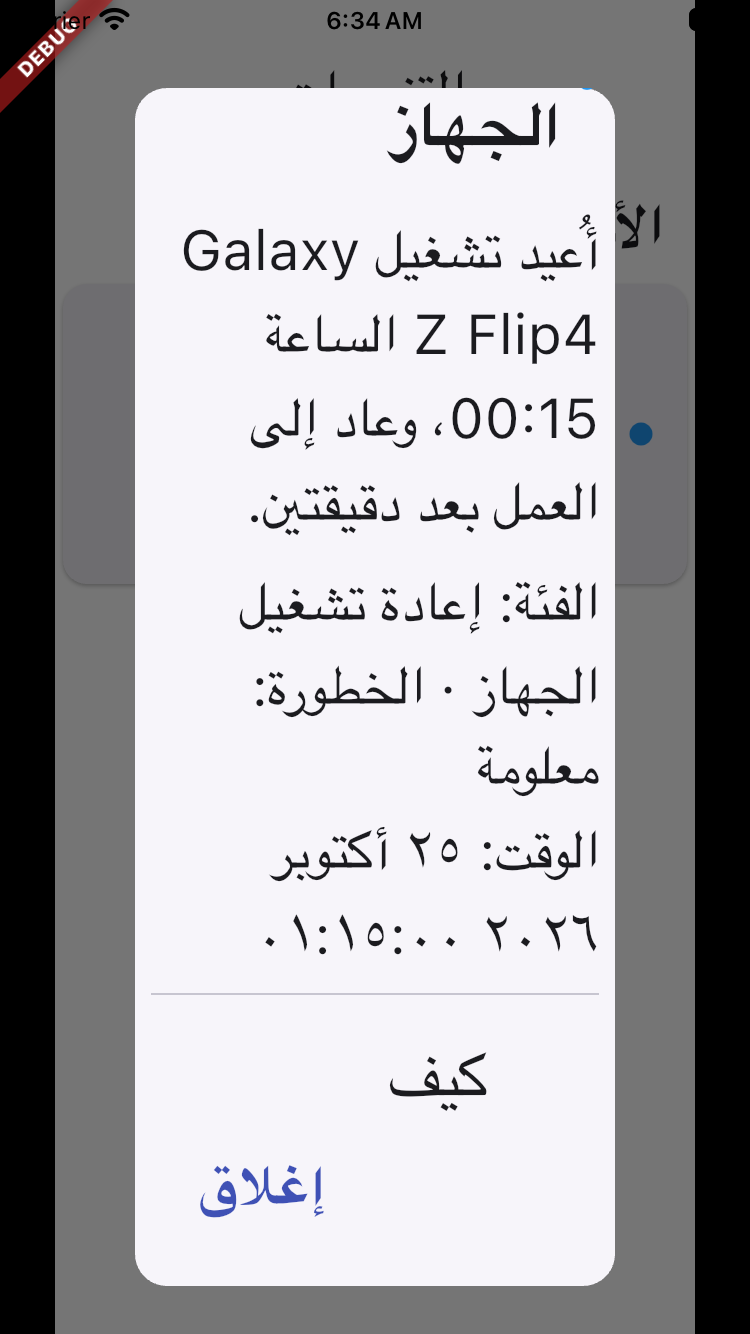 DEBUG
6:34 AM
الجهاز
أُعيد تشغيل Galaxy
Z Flip4 الساعة
00:15، وعاد إلى
العمل بعد دقيقتين.
الفئة: إعادة تشغيل
الجهاز · الخطورة:
معلومة
الوقت: ٢٥ أكتوبر
٢٠٢٦ ٠١:١٥:٠٠
كيف
إغلاق